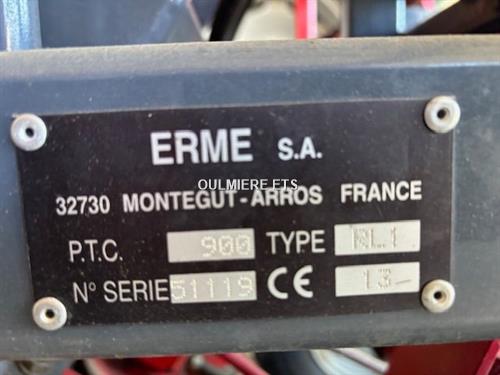 ERME S.A.
OULMIERE ETS
32730 MONTEGUT-ARROS FRANCE
P.T.C. 900 TYPE RL1
N° SERIE 51119 CE 13-